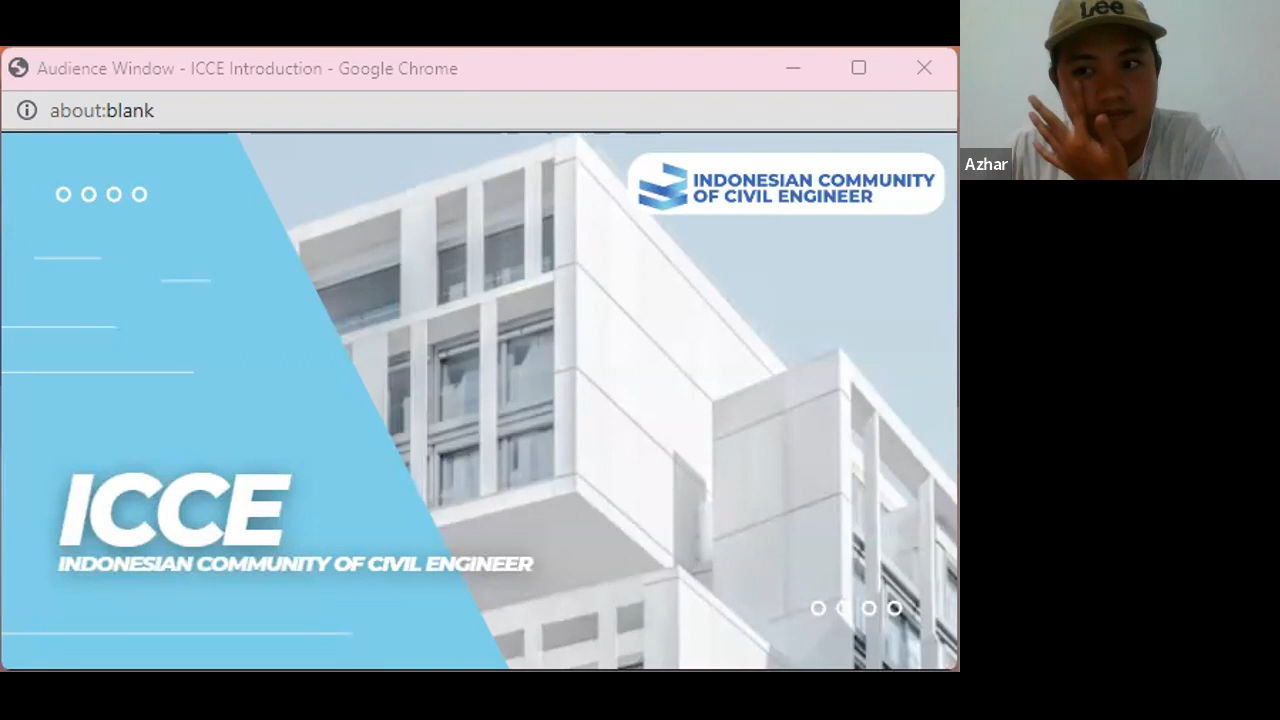 Lee
Audience Window - ICCE Introduction - Google Chrome
about:blank
Azhar
INDONESIAN COMMUNITY
OF CIVIL ENGINEER
ICCE
INDONESIAN COMMUNITY OF CIVIL ENGINEER